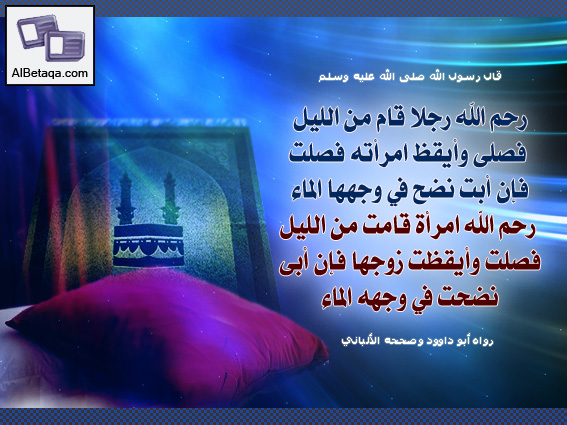 AlBetaqa.com
قال رسول الله صلى الله عليه وسلم
رحم الله رجلا قام من الليل
فصلى وأيقظ امرأته فصلت
فإن أبت نضح في وجهها الماء
رحم الله امرأة قامت من الليل
فصلت وأيقظت زوجها فإن أبى
نضحت في وجهه الماء
رواه أبو داوود وصححه الألباني